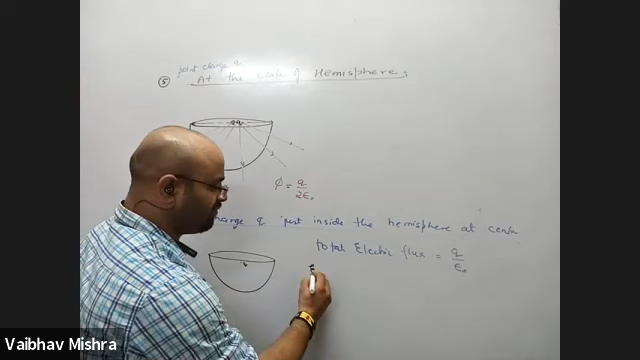 point charge q
⑤ At the centre of Hemisphere,
q
ϕ = q/2ε₀
charge q just inside the hemisphere at centre
total Electric flux = q/ε₀
q
Vaibhav Mishra